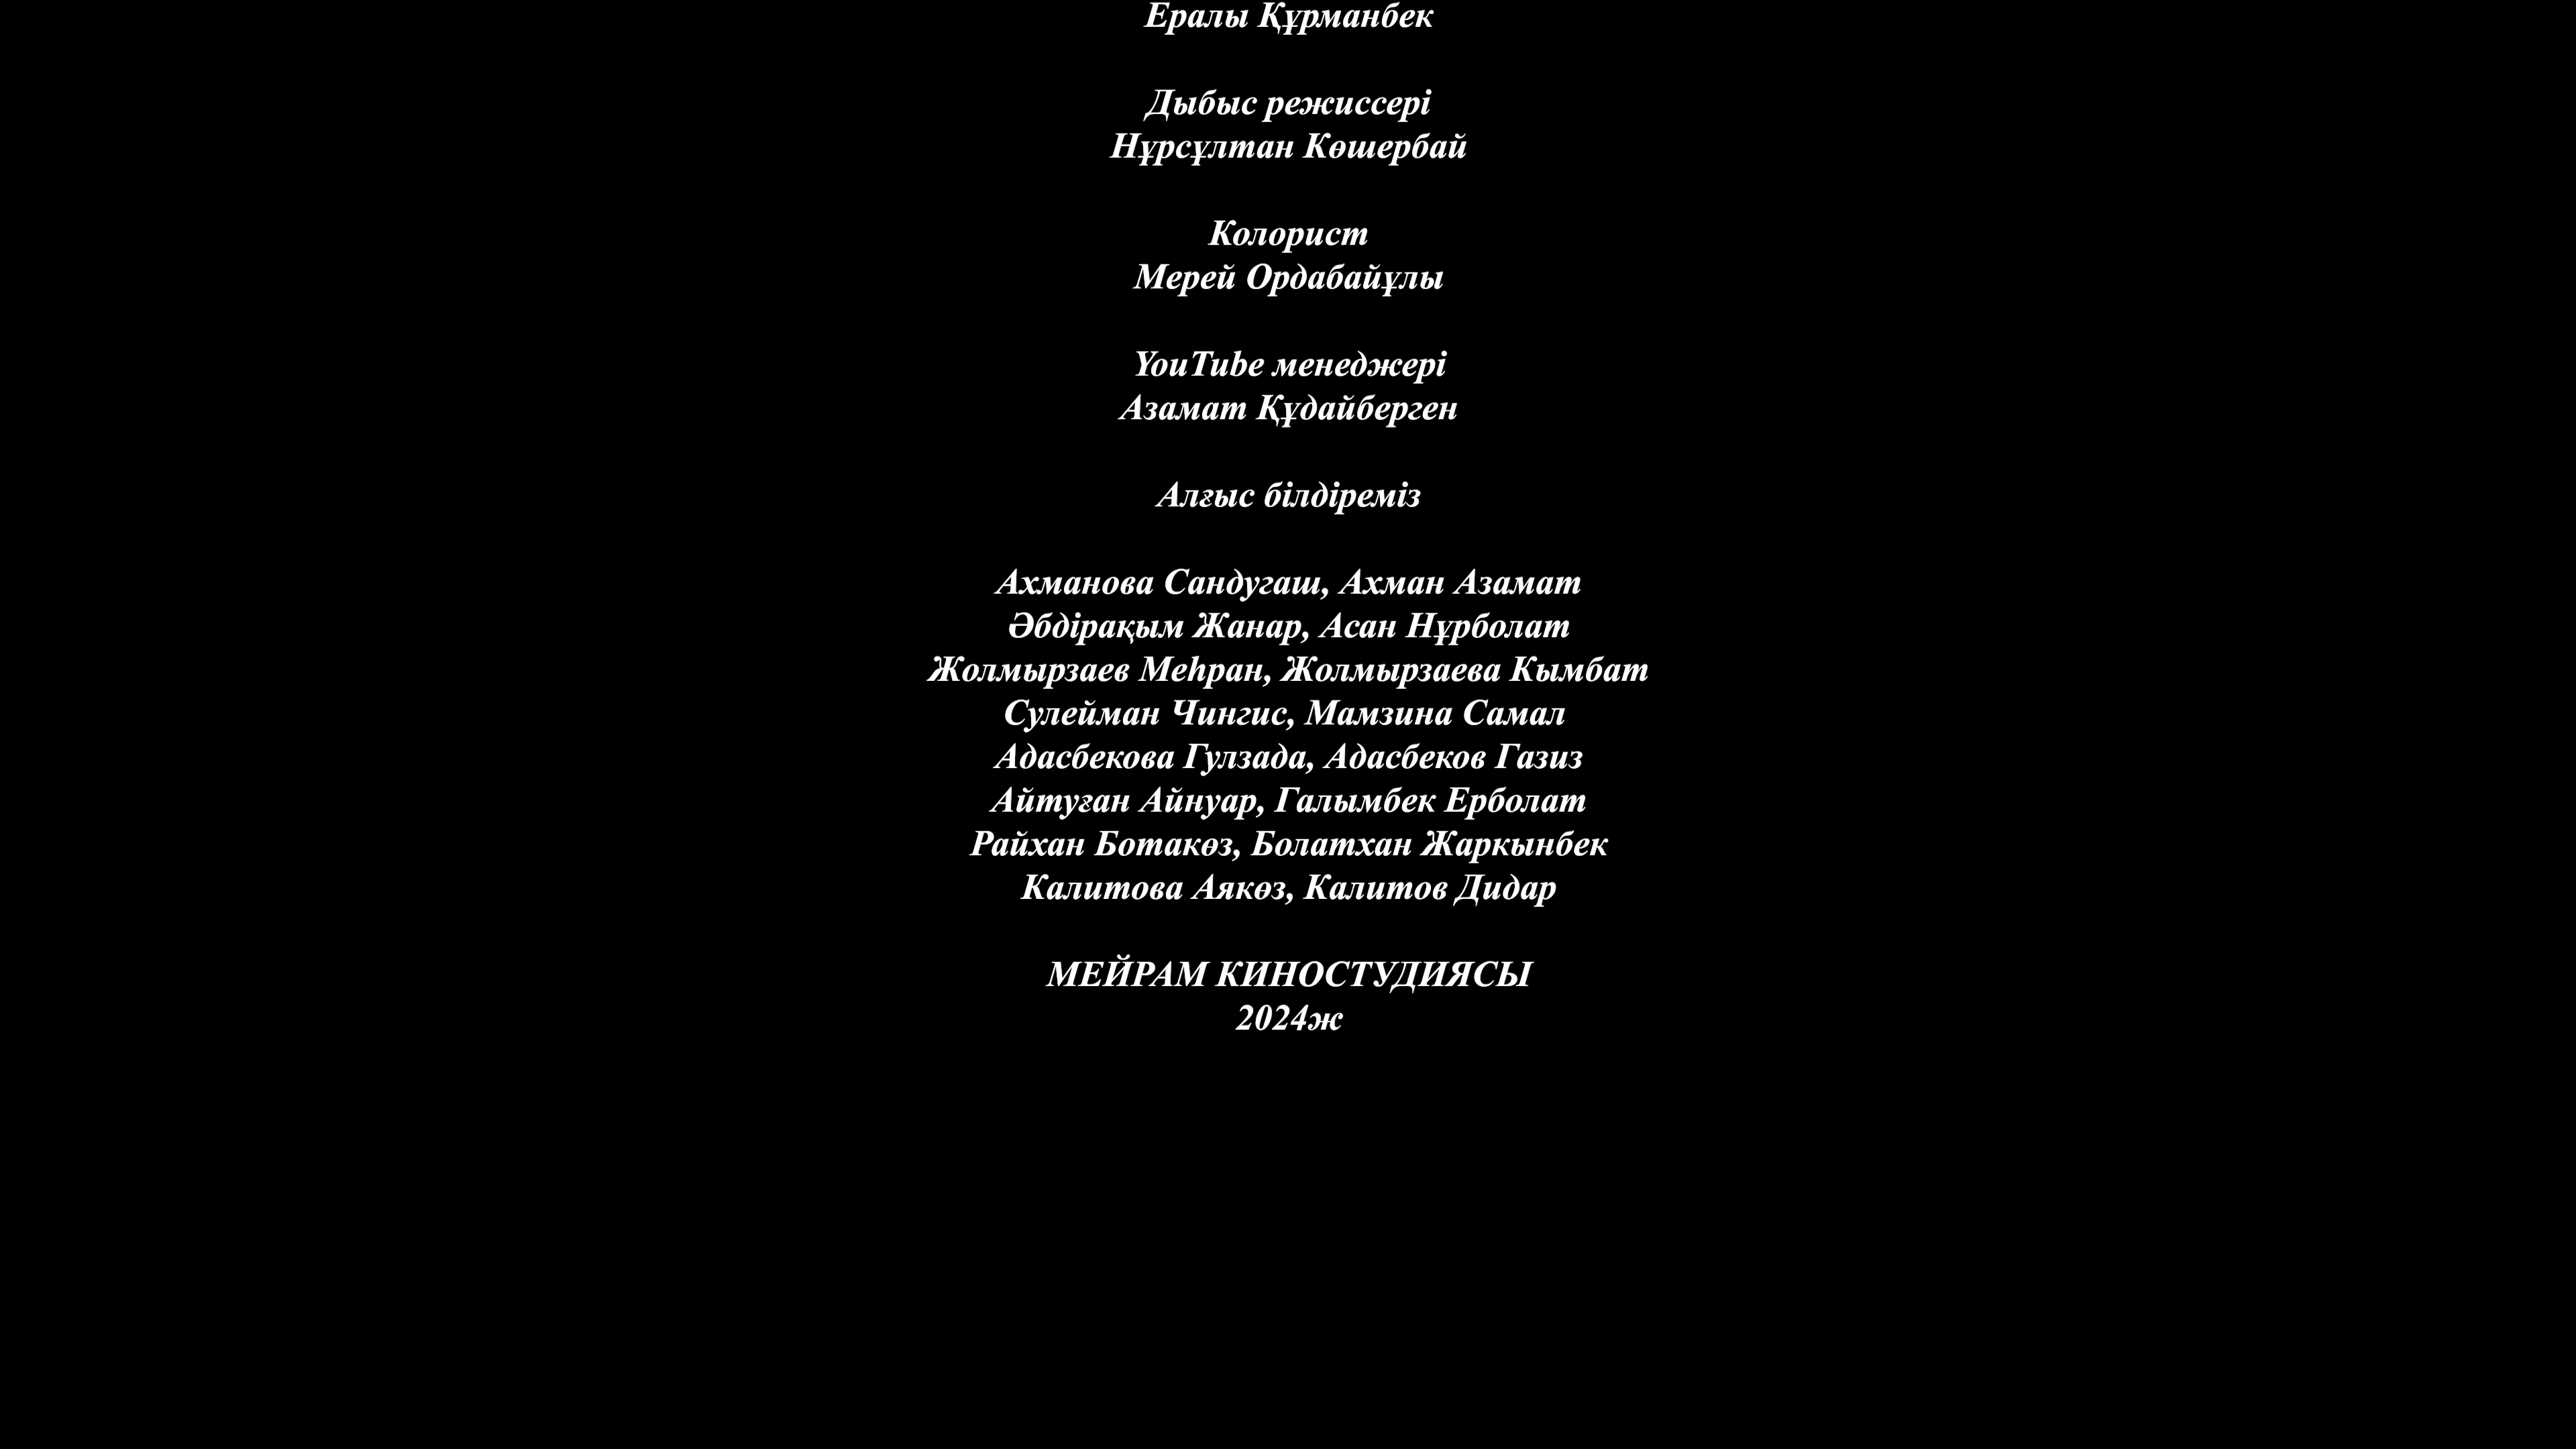 Ералы Құрманбек
Дыбыс режиссері
Нұрсұлтан Көшербай
Колорист
Мерей Ордабайұлы
YouTube менеджері
Азамат Құдайберген
Алғыс білдіреміз
Ахманова Сандугаш, Ахман Азамат
Әбдірақым Жанар, Асан Нұрболат
Жолмырзаев Меһран, Жолмырзаева Кымбат
Сулейман Чингис, Мамзина Самал
Адасбекова Гулзада, Адасбеков Газиз
Айтуған Айнуар, Галымбек Ерболат
Райхан Ботакөз, Болатхан Жаркынбек
Калитова Аякөз, Калитов Дидар
МЕЙРАМ КИНОСТУДИЯСЫ
2024ж